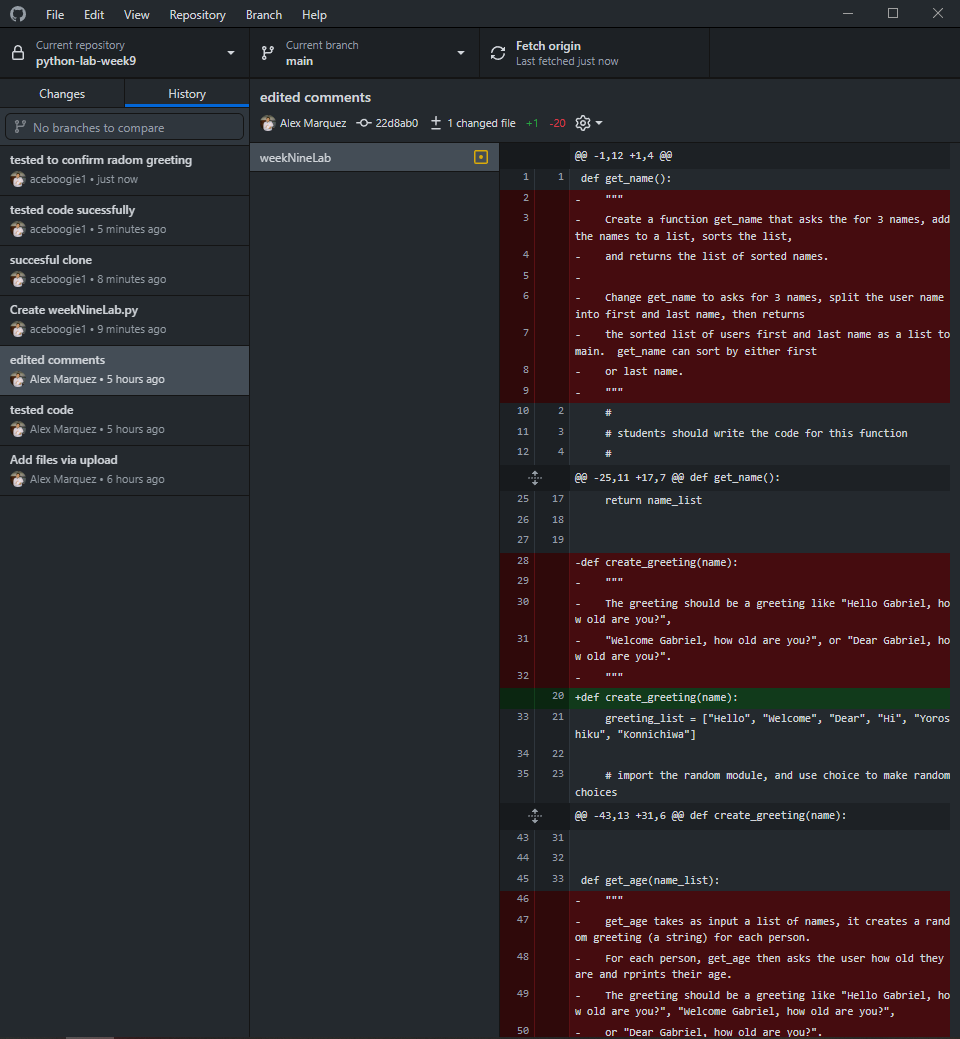 File Edit View Repository Branch Help
Current repository
python-lab-week9
Current branch
main
Fetch origin
Last fetched just now
Changes History
No branches to compare
tested to confirm radom greeting
aceboogie1 • just now
tested code sucessfully
aceboogie1 • 5 minutes ago
succesful clone
aceboogie1 • 8 minutes ago
Create weekNineLab.py
aceboogie1 • 9 minutes ago
edited comments
Alex Marquez • 5 hours ago
tested code
Alex Marquez • 5 hours ago
Add files via upload
Alex Marquez • 6 hours ago
edited comments
Alex Marquez 22d8ab0 1 changed file +1 -20
weekNineLab
@@ -1,12 +1,4 @@
1 1 def get_name():
2 - """
3 - Create a function get_name that asks the for 3 names, add
the names to a list, sorts the list,
4 - and returns the list of sorted names.
5 -
6 - Change get_name to asks for 3 names, split the user name
into first and last name, then returns
7 - the sorted list of users first and last name as a list to
main.  get_name can sort by either first
8 - or last name.
9 - """
10 2 #
11 3 # students should write the code for this function
12 4 #
@@ -25,11 +17,7 @@ def get_name():
25 17 return name_list
26 18
27 19
28 -def create_greeting(name):
29 - """
30 - The greeting should be a greeting like "Hello Gabriel, ho
w old are you?",
31 - "Welcome Gabriel, how old are you?", or "Dear Gabriel, ho
w old are you?".
32 - """
20 +def create_greeting(name):
33 21 greeting_list = ["Hello", "Welcome", "Dear", "Hi", "Yoros
hiku", "Konnichiwa"]
34 22
35 23 # import the random module, and use choice to make random
choices
@@ -43,13 +31,6 @@ def create_greeting(name):
43 31
44 32
45 33 def get_age(name_list):
46 - """
47 - get_age takes as input a list of names, it creates a rand
om greeting (a string) for each person.
48 - For each person, get_age then asks the user how old they
are and rprints their age.
49 - The greeting should be a greeting like "Hello Gabriel, ho
w old are you?", "Welcome Gabriel, how old are you?",
50 - or "Dear Gabriel, how old are you?".